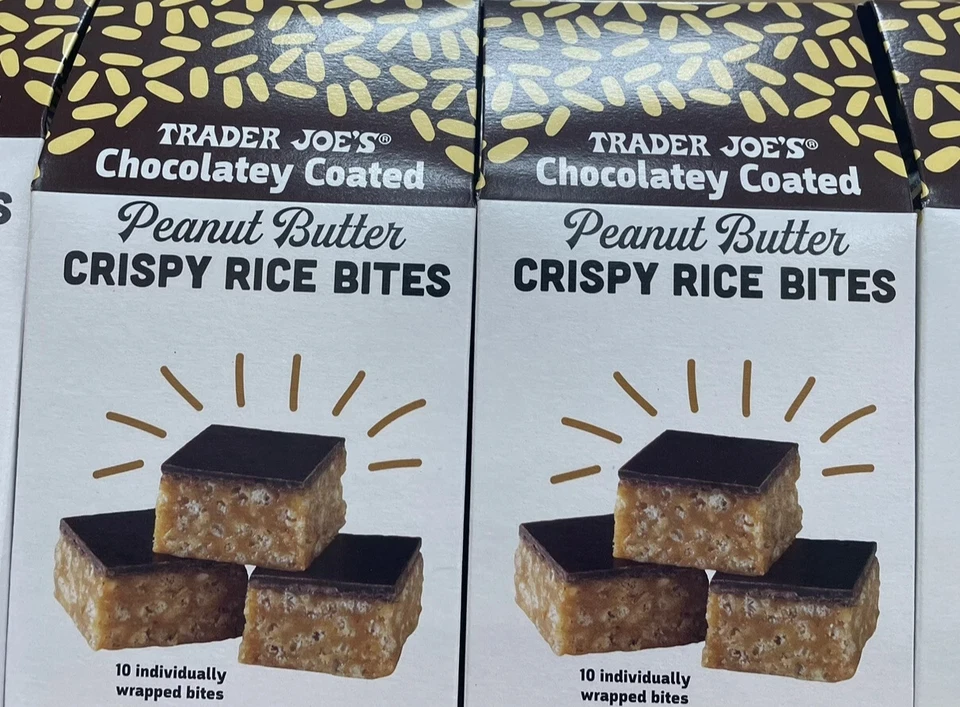 TRADER JOE'S®
Chocolatey Coated
Peanut Butter
CRISPY RICE BITES
10 individually
wrapped bites
TRADER JOE'S®
Chocolatey Coated
Peanut Butter
CRISPY RICE BITES
10 individually
wrapped bites
S